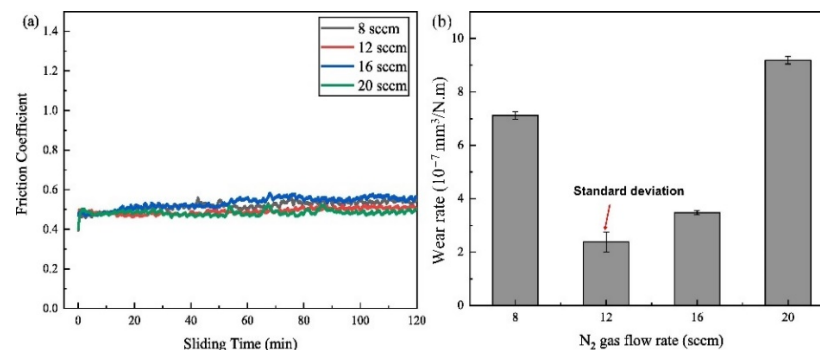 (a)
1.4
1.2
1.0
0.8
0.6
0.4
0.2
0.0
Friction Coefficient
8 sccm
12 sccm
16 sccm
20 sccm
0
20
40
60
80
100
120
Sliding Time (min)
(b)
10
8
6
4
2
0
Wear rate (10⁻⁷ mm³/N.m)
Standard deviation
8
12
16
20
N₂ gas flow rate (sccm)